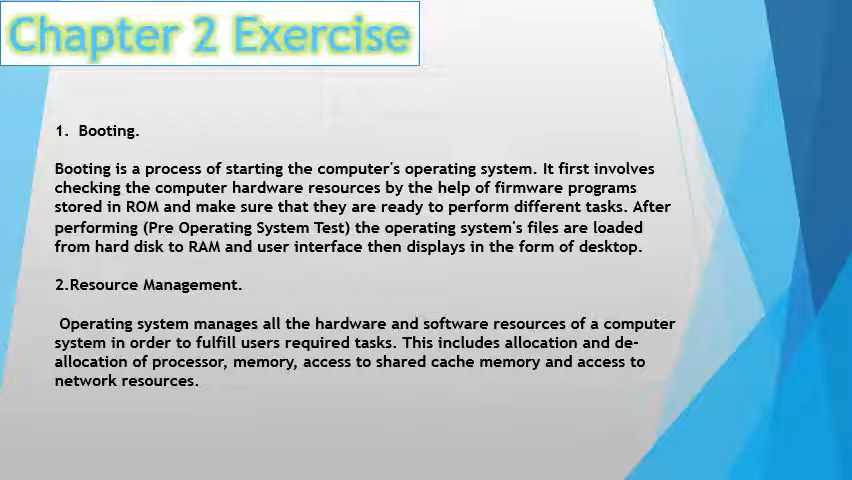 Chapter 2 Exercise
1. Booting.
Booting is a process of starting the computer's operating system. It first involves
checking the computer hardware resources by the help of firmware programs
stored in ROM and make sure that they are ready to perform different tasks. After
performing (Pre Operating System Test) the operating system's files are loaded
from hard disk to RAM and user interface then displays in the form of desktop.
2.Resource Management.
Operating system manages all the hardware and software resources of a computer
system in order to fulfill users required tasks. This includes allocation and de-
allocation of processor, memory, access to shared cache memory and access to
network resources.